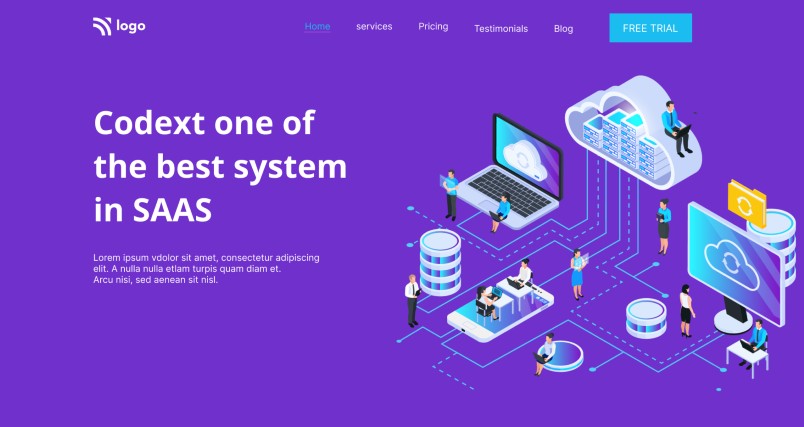 logo
Home
services
Pricing
Testimonials
Blog
FREE TRIAL
Codext one of
the best system
in SAAS
Lorem ipsum vdolor sit amet, consectetur adipiscing
elit. A nulla nulla etlam turpis quam diam et.
Arcu nisi, sed aenean sit nisl.